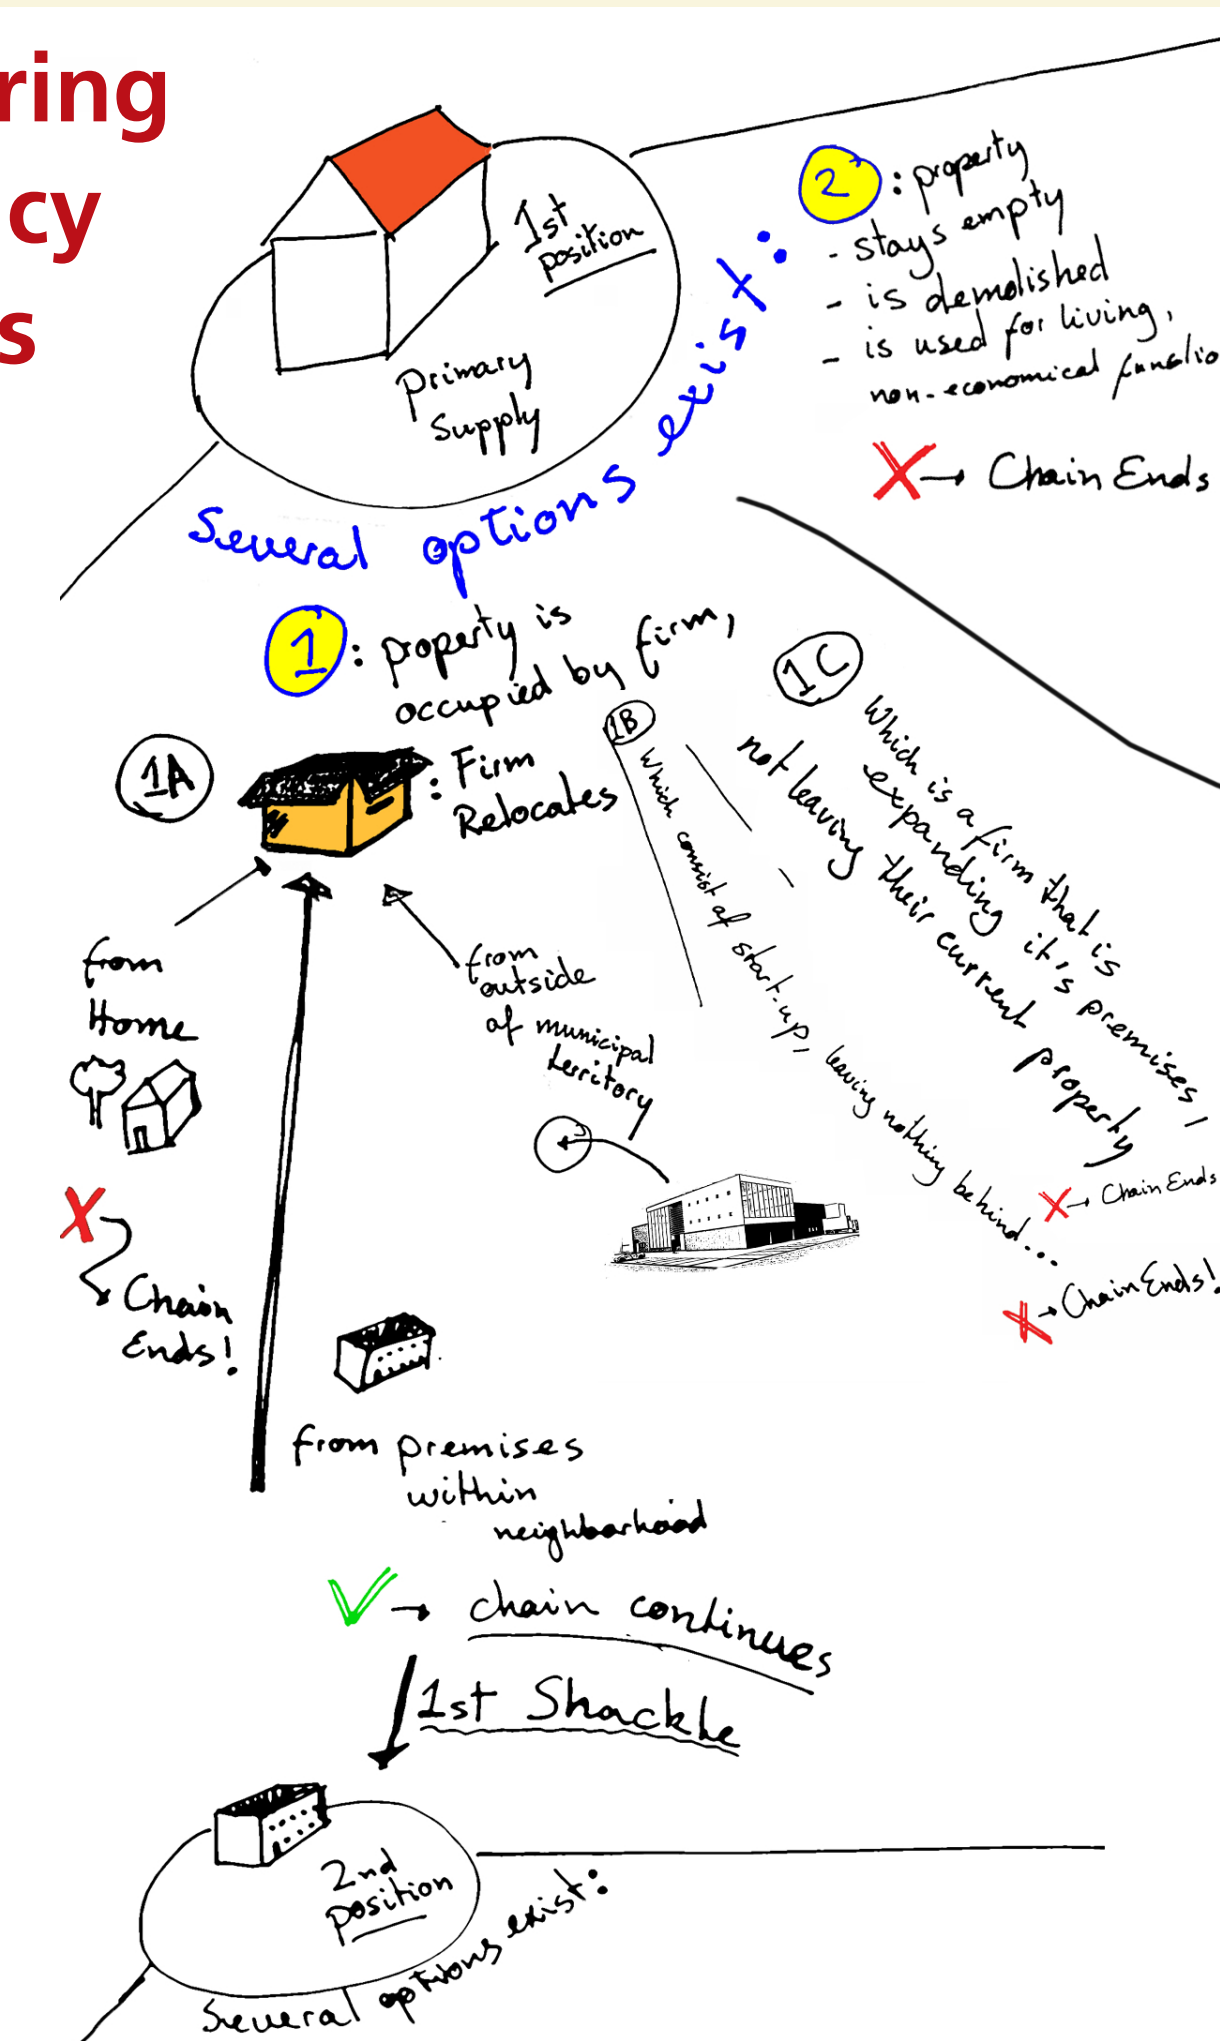 ring
cy
s
1st
position
Primary
Supply
Several options exist:
2 : property
- stays empty
- is demolished
- is used for living,
non-economical functio
X → Chain Ends
1 : property is
occupied by firm,
1A : Firm
Relocates
from
Home
X
Chain
Ends!
from
outside
of municipal
territory
from premises
within
neighborhood
V → chain continues
1st Shackle
1B
Which consist of start-up, leaving nothing behind...
X → Chain Ends!
1C
Which is a firm that is
expanding it's premises,
not leaving their current property
X → Chain Ends
2nd
position
Several options exist: